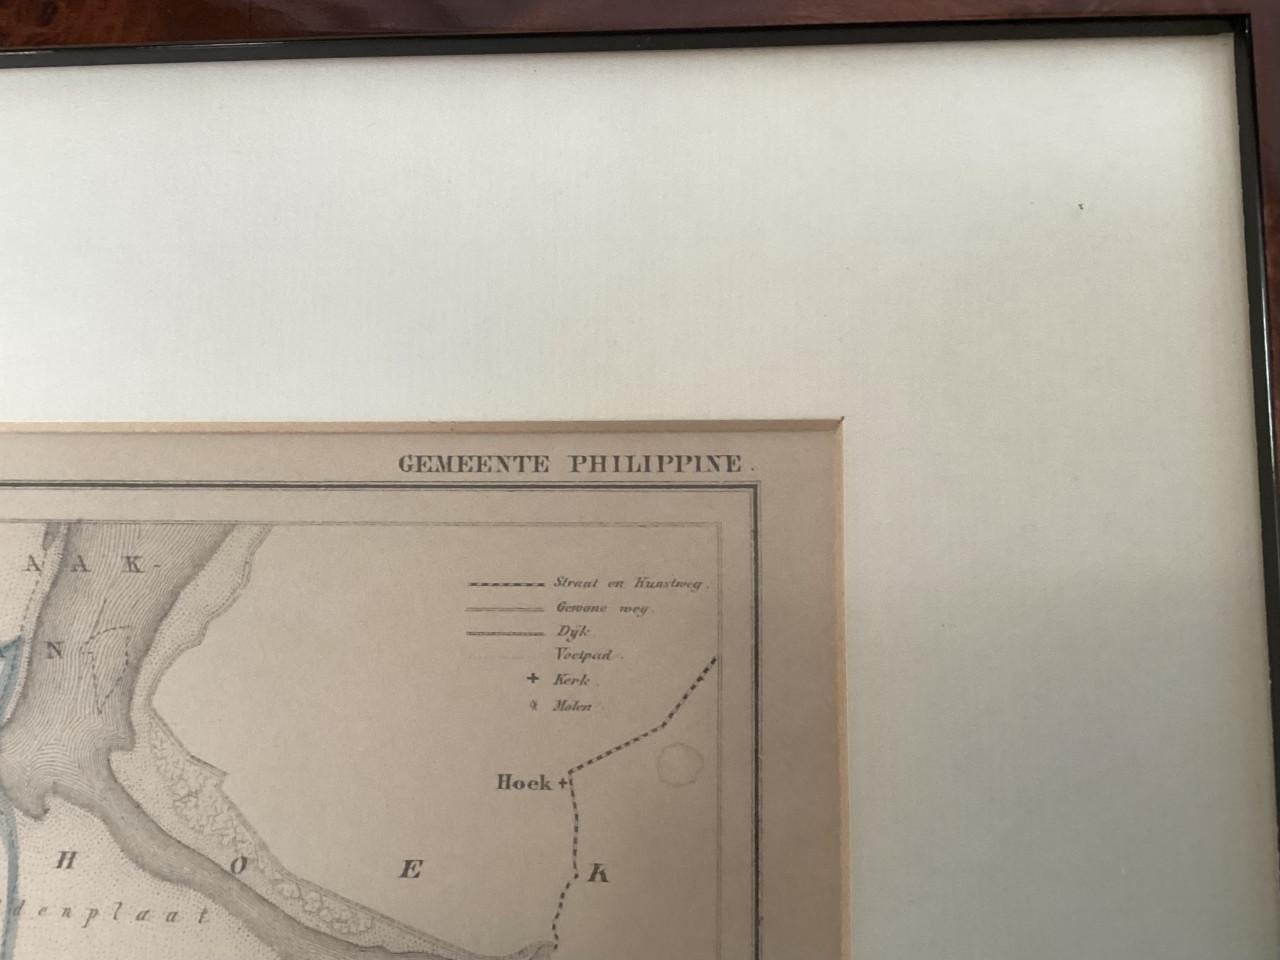 GEMEENTE PHILIPPINE.
A A K-
Straat en Kunstweg.
Gewone weg.
Dijk.
N
Voetpad.
Kerk.
Molen
Hoek
H O E K
denplaat